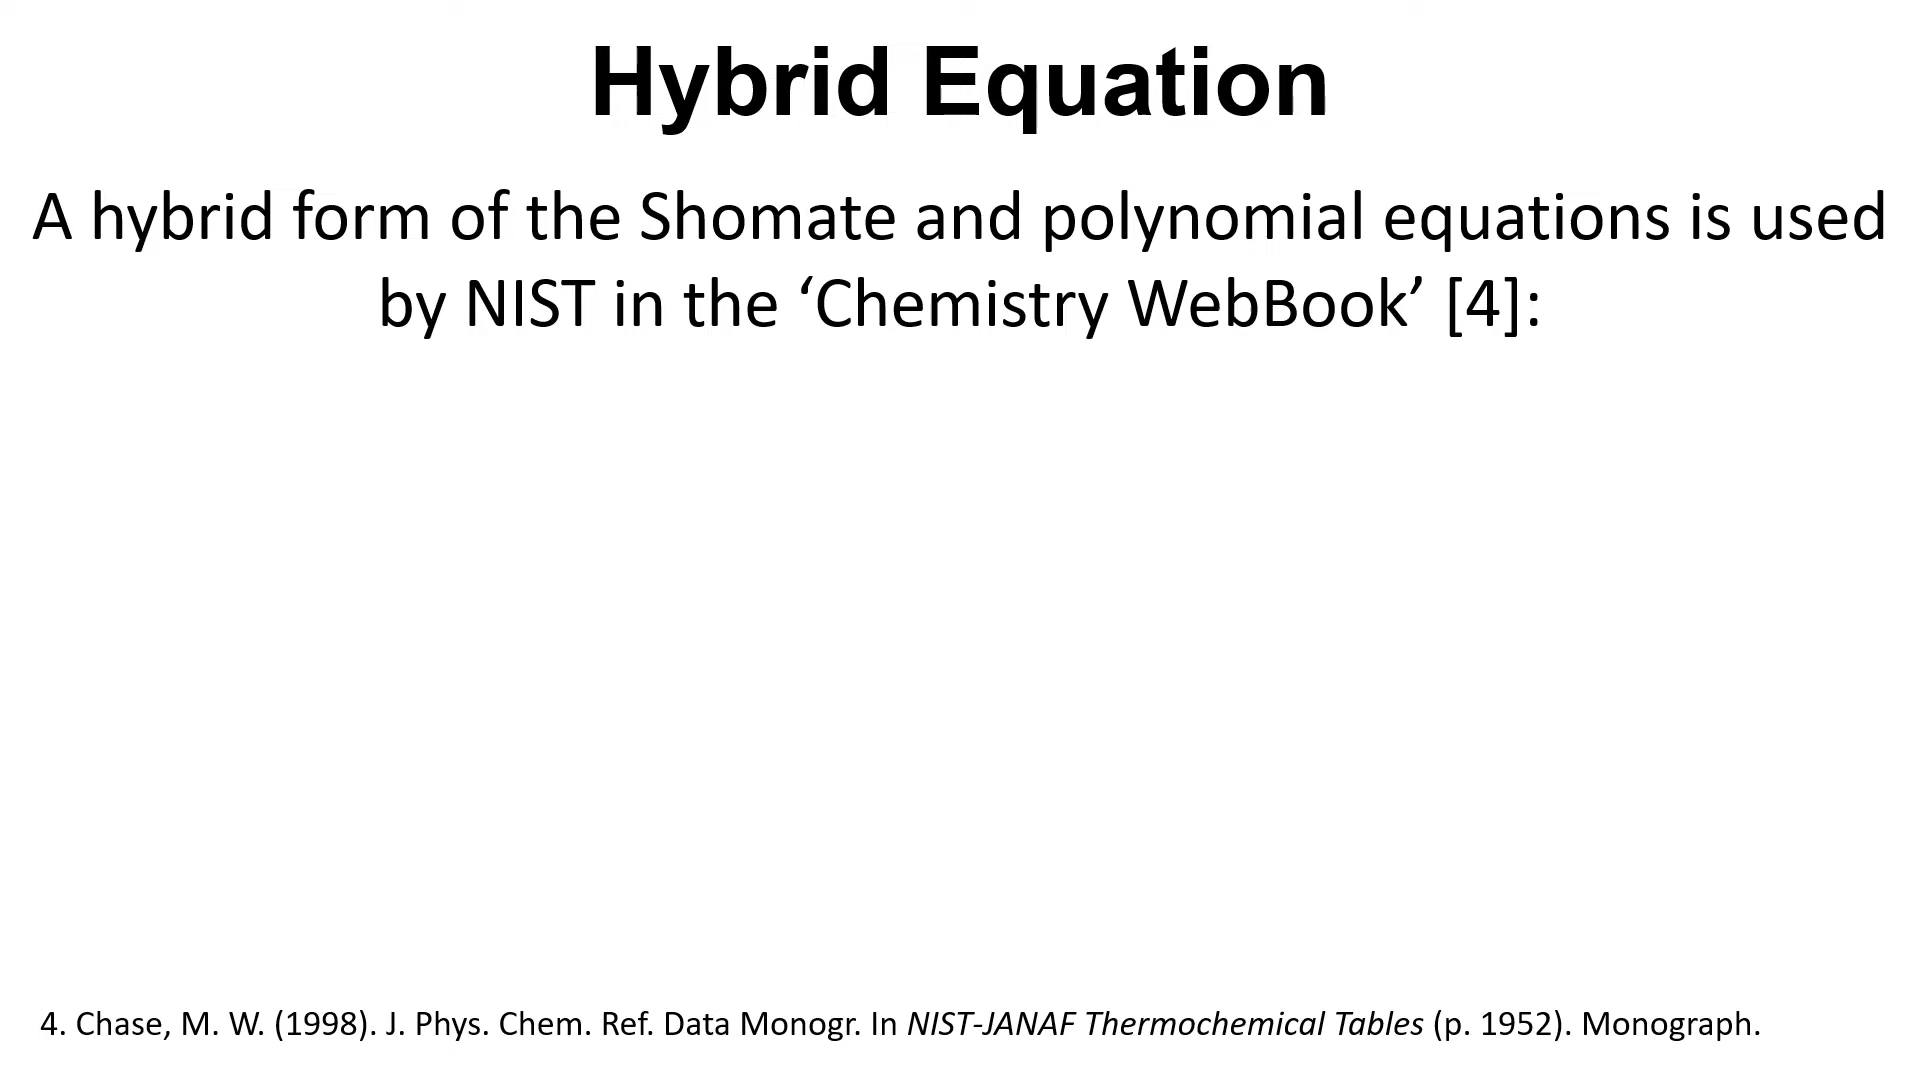 Hybrid Equation
A hybrid form of the Shomate and polynomial equations is used
by NIST in the ‘Chemistry WebBook’ [4]:
4. Chase, M. W. (1998). J. Phys. Chem. Ref. Data Monogr. In NIST-JANAF Thermochemical Tables (p. 1952). Monograph.